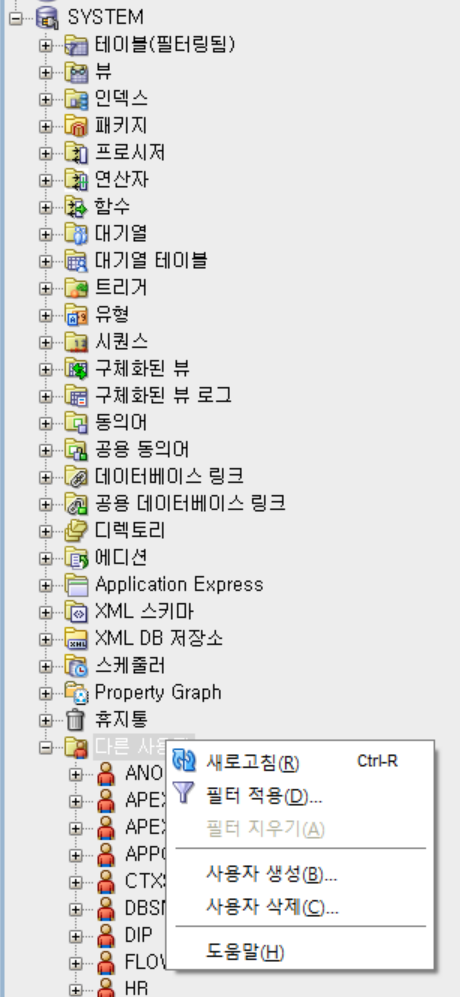 SYSTEM
테이블(필터링됨)
뷰
인덱스
패키지
프로시저
연산자
함수
대기열
대기열 테이블
트리거
유형
시퀀스
구체화된 뷰
구체화된 뷰 로그
동의어
공용 동의어
데이터베이스 링크
공용 데이터베이스 링크
디렉토리
에디션
Application Express
XML 스키마
XML DB 저장소
스케줄러
Property Graph
휴지통
다른 사용
새로고침(R) Ctrl-R
필터 적용(D)...
필터 지우기(A)
사용자 생성(B)...
사용자 삭제(C)...
도움말(H)
ANO
APEX
APEX
APPQ
CTXS
DBSN
DIP
FLOW
HR